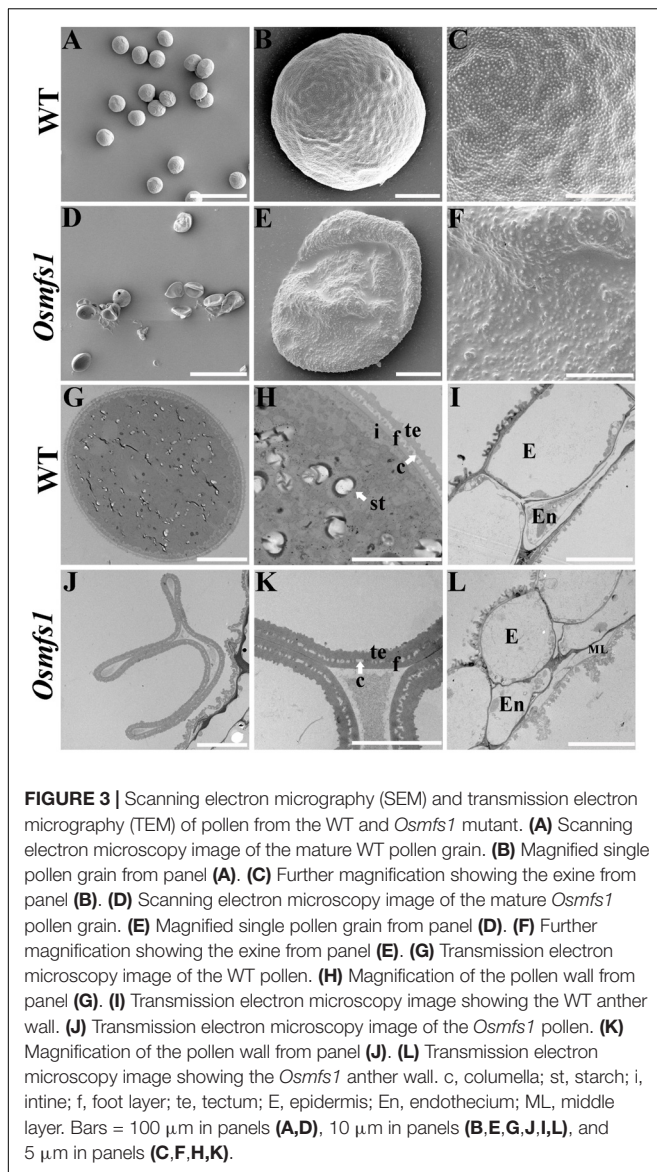 A B C
WT
D E F
Osmfs1
G H I
WT
i f te
c
st
E
En
J K L
Osmfs1
te
f
c
E
ML
En
FIGURE 3 | Scanning electron micrography (SEM) and transmission electron
micrography (TEM) of pollen from the WT and Osmfs1 mutant. (A) Scanning
electron microscopy image of the mature WT pollen grain. (B) Magnified single
pollen grain from panel (A). (C) Further magnification showing the exine from
panel (B). (D) Scanning electron microscopy image of the mature Osmfs1
pollen grain. (E) Magnified single pollen grain from panel (D). (F) Further
magnification showing the exine from panel (E). (G) Transmission electron
microscopy image of the WT pollen. (H) Magnification of the pollen wall from
panel (G). (I) Transmission electron microscopy image showing the WT anther
wall. (J) Transmission electron microscopy image of the Osmfs1 pollen. (K)
Magnification of the pollen wall from panel (J). (L) Transmission electron
microscopy image showing the Osmfs1 anther wall. c, columella; st, starch; i,
intine; f, foot layer; te, tectum; E, epidermis; En, endothecium; ML, middle
layer. Bars = 100 μm in panels (A,D), 10 μm in panels (B,E,G,J,I,L), and
5 μm in panels (C,F,H,K).